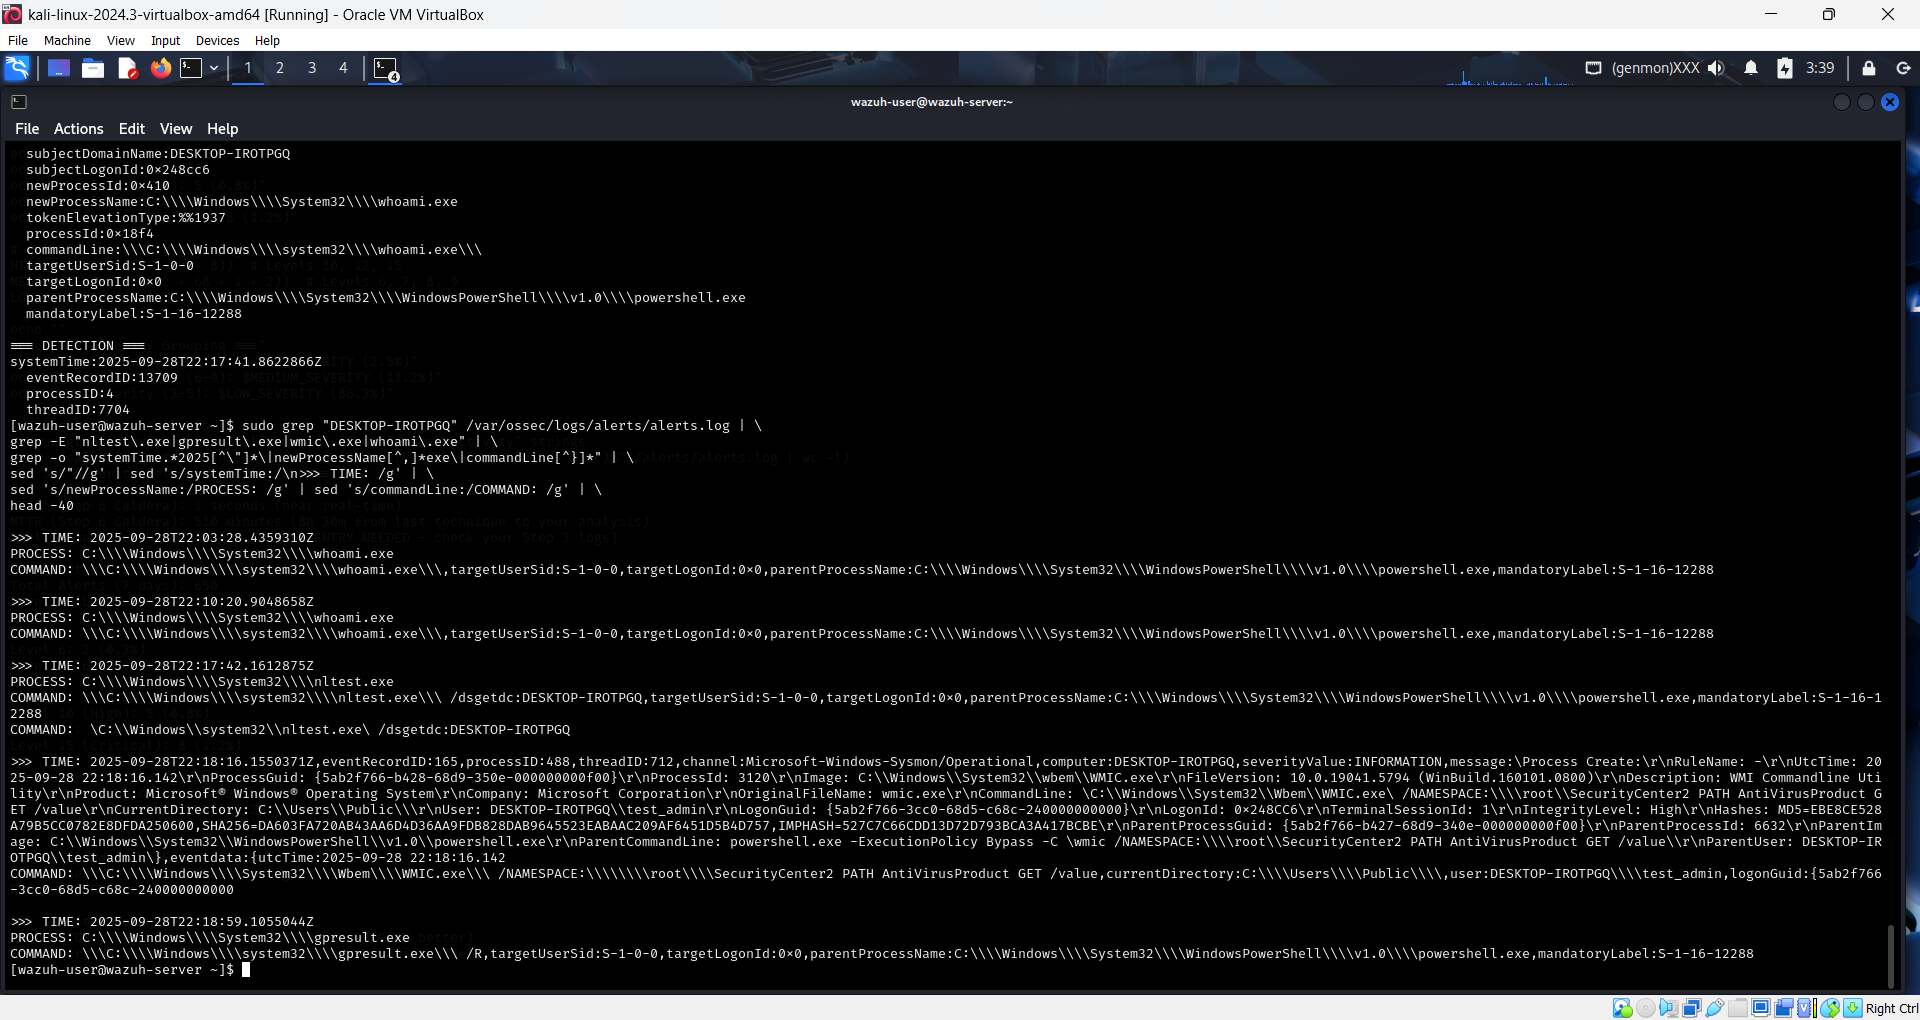 kali-linux-2024.3-virtualbox-amd64 [Running] - Oracle VM VirtualBox
File Machine View Input Devices Help
1 2 3 4 4 (genmon)XXX 3:39
wazuh-user@wazuh-server:~
File Actions Edit View Help
subjectDomainName:DESKTOP-IROTPGQ
subjectLogonId:0×248cc6
newProcessId:0×410
newProcessName:C:\\\\Windows\\\\System32\\\\whoami.exe
tokenElevationType:%%1937
processId:0×18f4
commandLine:\\\C:\\\\Windows\\\\system32\\\\whoami.exe\\\
targetUserSid:S-1-0-0
targetLogonId:0×0
parentProcessName:C:\\\\Windows\\\\System32\\\\WindowsPowerShell\\\\v1.0\\\\powershell.exe
mandatoryLabel:S-1-16-12288
=== DETECTION ===
systemTime:2025-09-28T22:17:41.8622866Z
eventRecordID:13709
processID:4
threadID:7704
[wazuh-user@wazuh-server ~]$ sudo grep "DESKTOP-IROTPGQ" /var/ossec/logs/alerts/alerts.log | \
grep -E "nltest\.exe|gpresult\.exe|wmic\.exe|whoami\.exe" | \
grep -o "systemTime.*2025[^\"]*\|newProcessName[^,]*exe\|commandLine[^}]*" | \
sed 's/"//g' | sed 's/systemTime:/\n>>> TIME: /g' | \
sed 's/newProcessName:/PROCESS: /g' | sed 's/commandLine:/COMMAND: /g' | \
head -40
>>> TIME: 2025-09-28T22:03:28.4359310Z
PROCESS: C:\\\\Windows\\\\System32\\\\whoami.exe
COMMAND: \\\C:\\\\Windows\\\\system32\\\\whoami.exe\\\,targetUserSid:S-1-0-0,targetLogonId:0×0,parentProcessName:C:\\\\Windows\\\\System32\\\\WindowsPowerShell\\\\v1.0\\\\powershell.exe,mandatoryLabel:S-1-16-12288
>>> TIME: 2025-09-28T22:10:20.9048658Z
PROCESS: C:\\\\Windows\\\\System32\\\\whoami.exe
COMMAND: \\\C:\\\\Windows\\\\system32\\\\whoami.exe\\\,targetUserSid:S-1-0-0,targetLogonId:0×0,parentProcessName:C:\\\\Windows\\\\System32\\\\WindowsPowerShell\\\\v1.0\\\\powershell.exe,mandatoryLabel:S-1-16-12288
>>> TIME: 2025-09-28T22:17:42.1612875Z
PROCESS: C:\\\\Windows\\\\System32\\\\nltest.exe
COMMAND: \\\C:\\\\Windows\\\\system32\\\\nltest.exe\\\ /dsgetdc:DESKTOP-IROTPGQ,targetUserSid:S-1-0-0,targetLogonId:0×0,parentProcessName:C:\\\\Windows\\\\System32\\\\WindowsPowerShell\\\\v1.0\\\\powershell.exe,mandatoryLabel:S-1-16-1
2288
COMMAND:  \C:\\Windows\\system32\\nltest.exe\ /dsgetdc:DESKTOP-IROTPGQ
>>> TIME: 2025-09-28T22:18:16.1550371Z,eventRecordID:165,processID:488,threadID:712,channel:Microsoft-Windows-Sysmon/Operational,computer:DESKTOP-IROTPGQ,severityValue:INFORMATION,message:\Process Create:\r\nRuleName: -\r\nUtcTime: 20
25-09-28 22:18:16.142\r\nProcessGuid: {5ab2f766-b428-68d9-350e-000000000f00}\r\nProcessId: 3120\r\nImage: C:\\Windows\\System32\\wbem\\WMIC.exe\r\nFileVersion: 10.0.19041.5794 (WinBuild.160101.0800)\r\nDescription: WMI Commandline Uti
lity\r\nProduct: Microsoft® Windows® Operating System\r\nCompany: Microsoft Corporation\r\nOriginalFileName: wmic.exe\r\nCommandLine: \C:\\Windows\\System32\\Wbem\\WMIC.exe\ /NAMESPACE:\\\\root\\SecurityCenter2 PATH AntiVirusProduct G
ET /value\r\nCurrentDirectory: C:\\Users\\Public\\\r\nUser: DESKTOP-IROTPGQ\\test_admin\r\nLogonGuid: {5ab2f766-3cc0-68d5-c68c-240000000000}\r\nLogonId: 0×248CC6\r\nTerminalSessionId: 1\r\nIntegrityLevel: High\r\nHashes: MD5=EBE8CE528
A79B5CC0782E8DFDA250600,SHA256=DA603FA720AB43AA6D4D36AA9FDB828DAB9645523EABAAC209AF6451D5B4D757,IMPHASH=527C7C66CDD13D72D793BCA3A417BCBE\r\nParentProcessGuid: {5ab2f766-b427-68d9-340e-000000000f00}\r\nParentProcessId: 6632\r\nParentIm
age: C:\\Windows\\System32\\WindowsPowerShell\\v1.0\\powershell.exe\r\nParentCommandLine: powershell.exe -ExecutionPolicy Bypass -C \wmic /NAMESPACE:\\\\root\\SecurityCenter2 PATH AntiVirusProduct GET /value\\r\nParentUser: DESKTOP-IR
OTPGQ\\test_admin\},eventdata:{utcTime:2025-09-28 22:18:16.142
COMMAND: \\\C:\\\\Windows\\\\System32\\\\Wbem\\\\WMIC.exe\\\ /NAMESPACE:\\\\\\\\root\\\\SecurityCenter2 PATH AntiVirusProduct GET /value,currentDirectory:C:\\\\Users\\\\Public\\\\,user:DESKTOP-IROTPGQ\\\\test_admin,logonGuid:{5ab2f766
-3cc0-68d5-c68c-240000000000
>>> TIME: 2025-09-28T22:18:59.1055044Z
PROCESS: C:\\\\Windows\\\\System32\\\\gpresult.exe
COMMAND: \\\C:\\\\Windows\\\\system32\\\\gpresult.exe\\\ /R,targetUserSid:S-1-0-0,targetLogonId:0×0,parentProcessName:C:\\\\Windows\\\\System32\\\\WindowsPowerShell\\\\v1.0\\\\powershell.exe,mandatoryLabel:S-1-16-12288
[wazuh-user@wazuh-server ~]$
Right Ctrl